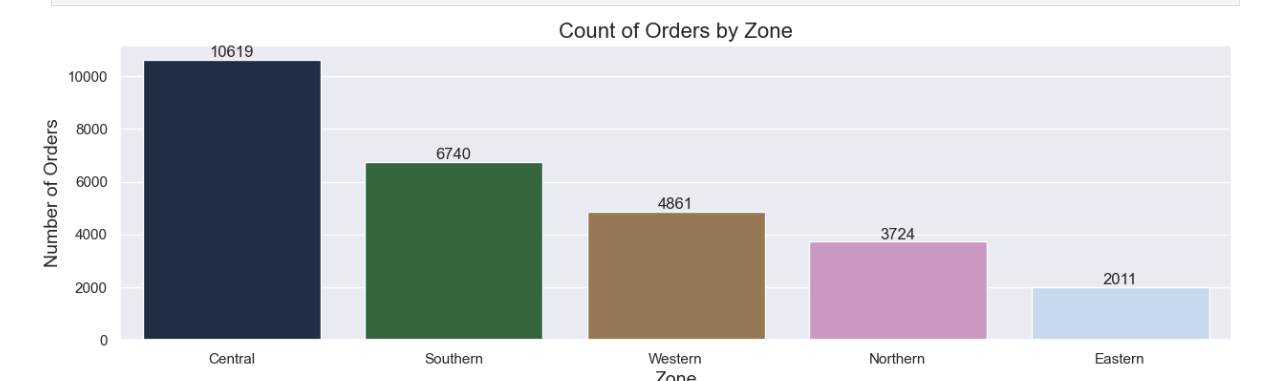 Count of Orders by Zone
10619
6740
4861
3724
2011
10000
8000
6000
4000
2000
0
Number of Orders
Central Southern Western Northern Eastern
Zone